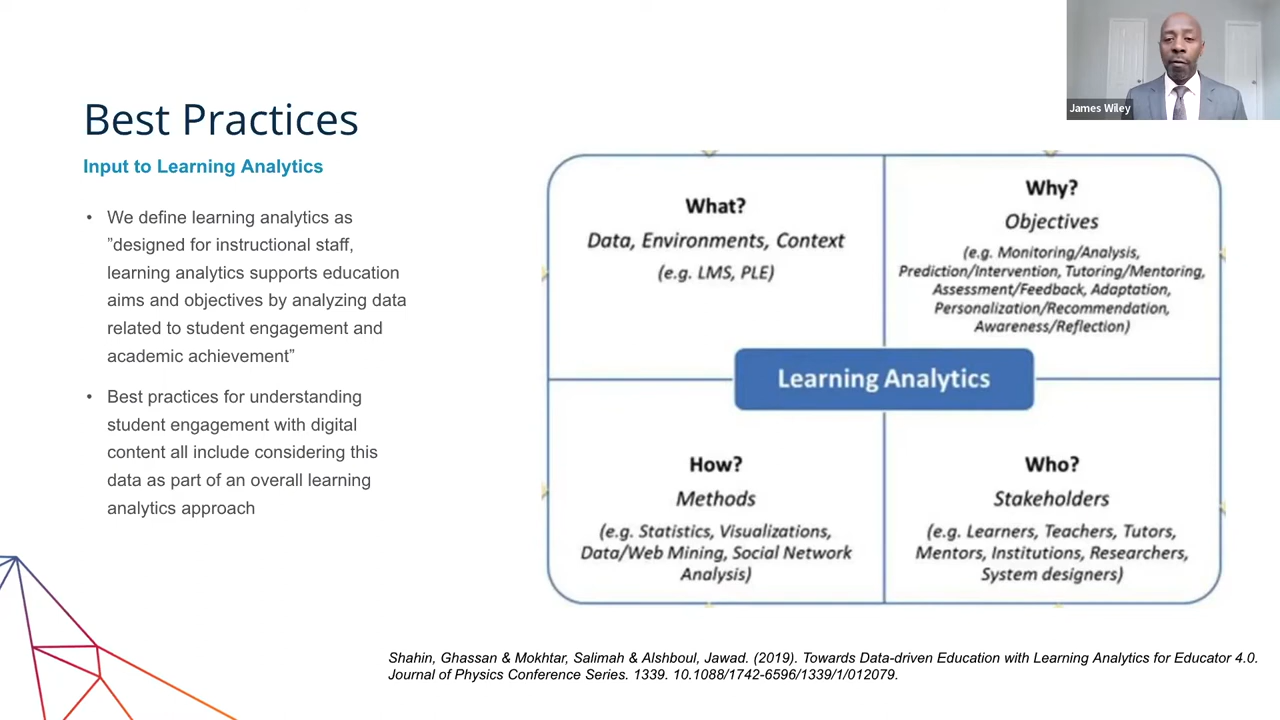 James Wiley
Best Practices
Input to Learning Analytics
• We define learning analytics as
”designed for instructional staff,
learning analytics supports education
aims and objectives by analyzing data
related to student engagement and
academic achievement”
• Best practices for understanding
student engagement with digital
content all include considering this
data as part of an overall learning
analytics approach
What?
Data, Environments, Context
(e.g. LMS, PLE)
Why?
Objectives
(e.g. Monitoring/Analysis,
Prediction/Intervention, Tutoring/Mentoring,
Assessment/Feedback, Adaptation,
Personalization/Recommendation,
Awareness/Reflection)
Learning Analytics
How?
Methods
(e.g. Statistics, Visualizations,
Data/Web Mining, Social Network
Analysis)
Who?
Stakeholders
(e.g. Learners, Teachers, Tutors,
Mentors, Institutions, Researchers,
System designers)
Shahin, Ghassan & Mokhtar, Salimah & Alshboul, Jawad. (2019). Towards Data-driven Education with Learning Analytics for Educator 4.0.
Journal of Physics Conference Series. 1339. 10.1088/1742-6596/1339/1/012079.